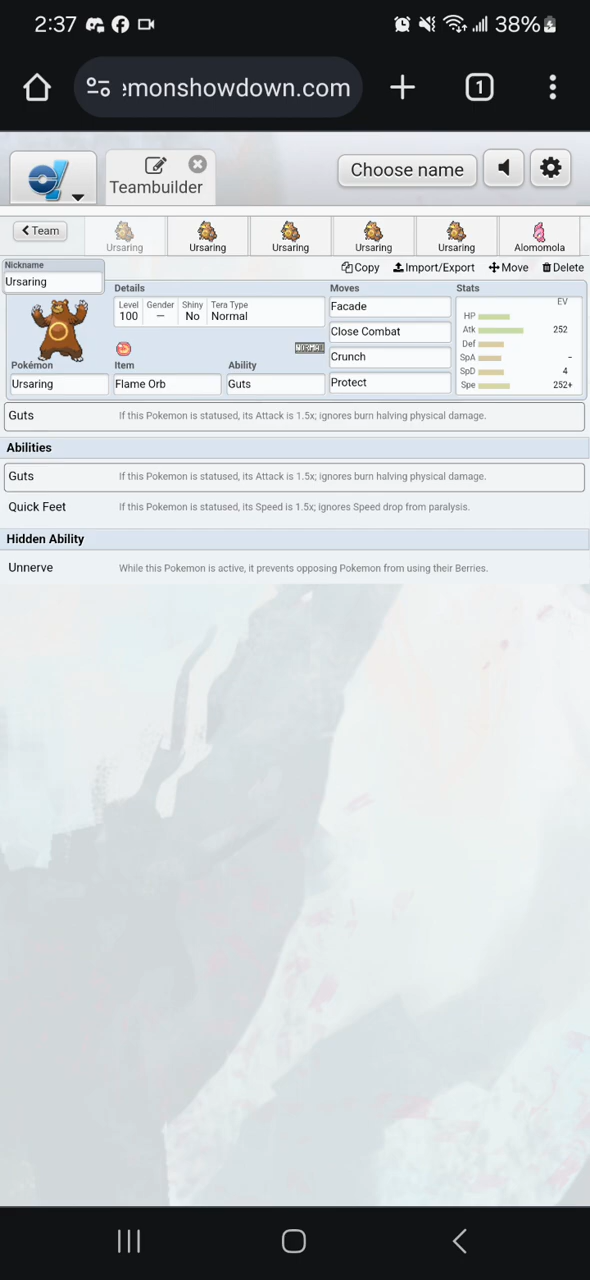 2:37 38%
:monshowdown.com 1
Teambuilder Choose name
Team Ursaring Ursaring Ursaring Ursaring Ursaring Alomomola
Nickname Copy Import/Export Move Delete
Ursaring
Details Moves Stats
Level Gender Shiny Tera Type EV
100 — No Normal
Facade
HP
Close Combat
Atk 252
Def
NORMAL
Crunch
SpA –
Pokémon Item Ability
SpD 4
Ursaring Flame Orb Guts Protect
Spe 252+
Guts If this Pokemon is statused, its Attack is 1.5x; ignores burn halving physical damage.
Abilities
Guts If this Pokemon is statused, its Attack is 1.5x; ignores burn halving physical damage.
Quick Feet If this Pokemon is statused, its Speed is 1.5x; ignores Speed drop from paralysis.
Hidden Ability
Unnerve While this Pokemon is active, it prevents opposing Pokemon from using their Berries.